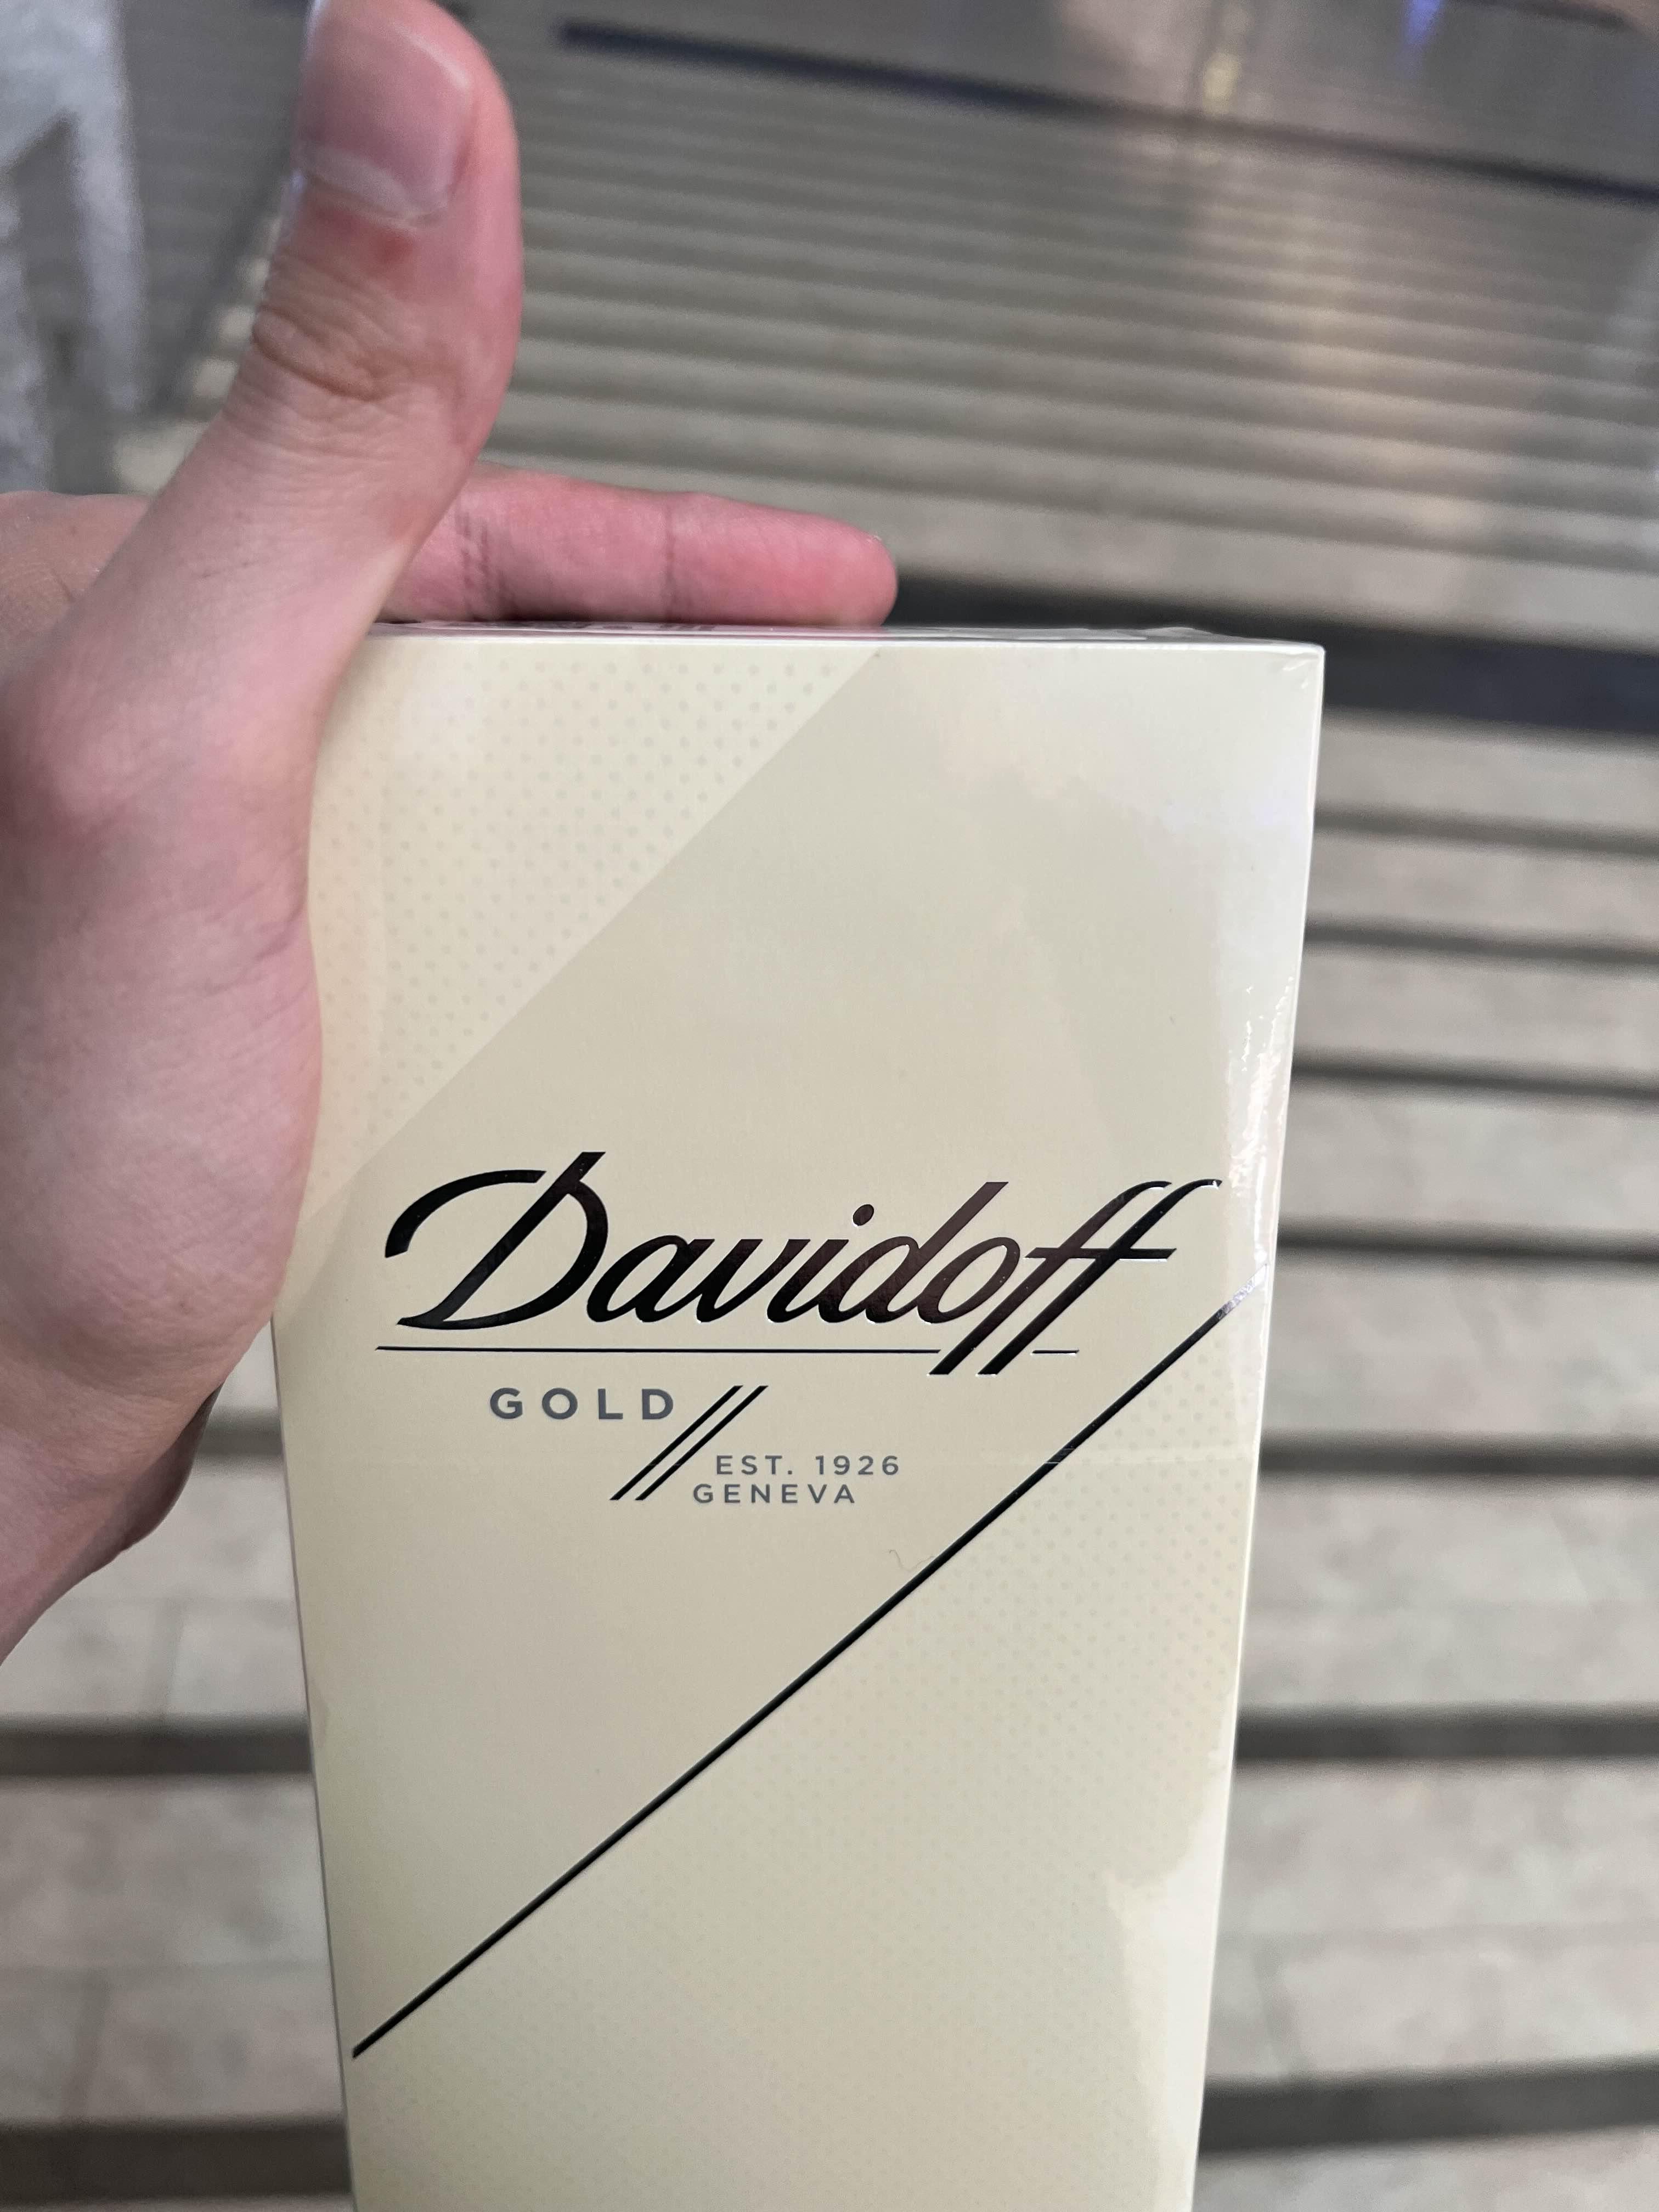 Davidoff
GOLD
EST. 1926
GENEVA